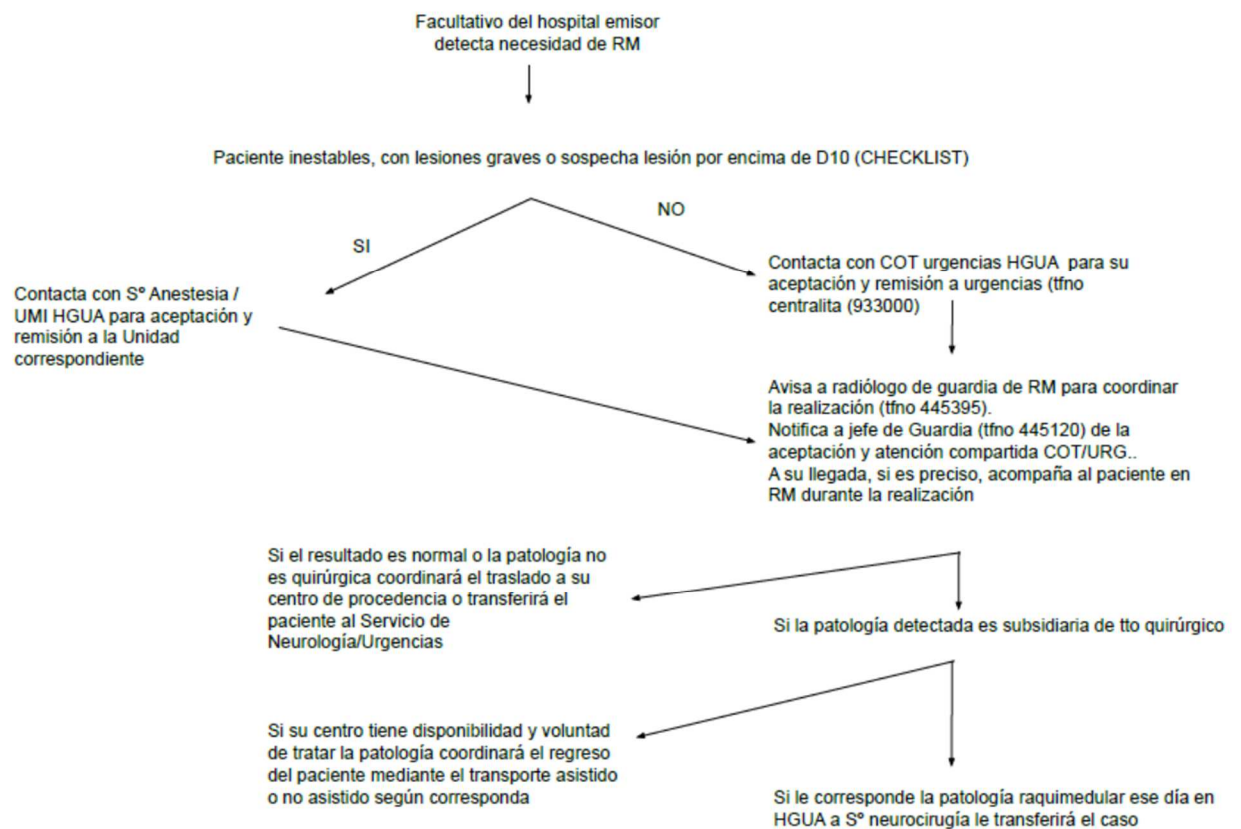 Facultativo del hospital emisor
detecta necesidad de RM
Paciente inestables, con lesiones graves o sospecha lesión por encima de D10 (CHECKLIST)
SI
NO
Contacta con Sº Anestesia /
UMI HGUA para aceptación y
remisión a la Unidad
correspondiente
Contacta con COT urgencias HGUA para su
aceptación y remisión a urgencias (tfno
centralita (933000)
Avisa a radiólogo de guardia de RM para coordinar
la realización (tfno 445395).
Notifica a jefe de Guardia (tfno 445120) de la
aceptación y atención compartida COT/URG..
A su llegada, si es preciso, acompaña al paciente en
RM durante la realización
Si el resultado es normal o la patología no
es quirúrgica coordinará el traslado a su
centro de procedencia o transferirá el
paciente al Servicio de
Neurología/Urgencias
Si la patología detectada es subsidiaria de tto quirúrgico
Si su centro tiene disponibilidad y voluntad
de tratar la patología coordinará el regreso
del paciente mediante el transporte asistido
o no asistido según corresponda
Si le corresponde la patología raquimedular ese día en
HGUA a Sº neurocirugía le transferirá el caso